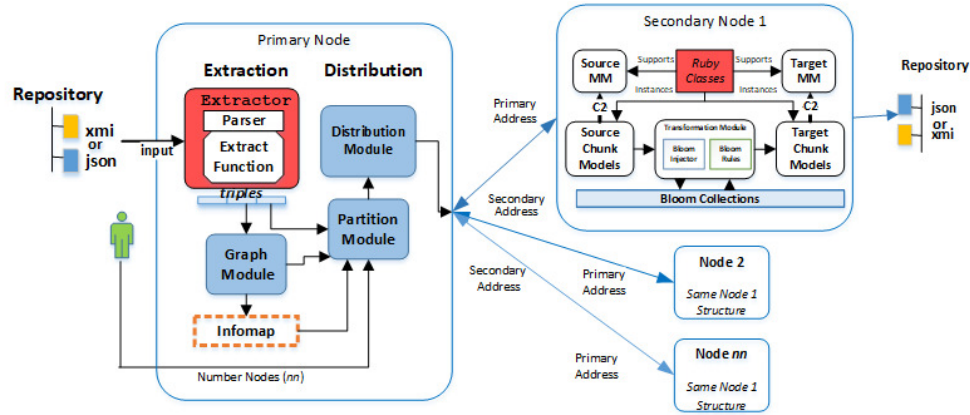 Repository
xmi
or
json
input
Primary Node
Extraction
Distribution
Extractor
Parser
Extract
Function
triples
Graph
Module
Infomap
Distribution
Module
Partition
Module
Number Nodes (nn)
Primary
Address
Secondary
Address
Secondary
Address
Primary
Address
Primary
Address
Secondary Node 1
Source
MM
Supports
Ruby
Classes
Supports
Target
MM
Instances
Instances
C2
C2
Source
Chunk
Models
Transformation Module
Bloom
Injector
Bloom
Rules
Target
Chunk
Models
Bloom Collections
Node 2
Same Node 1
Structure
Node nn
Same Node 1
Structure
Repository
json
or
xmi